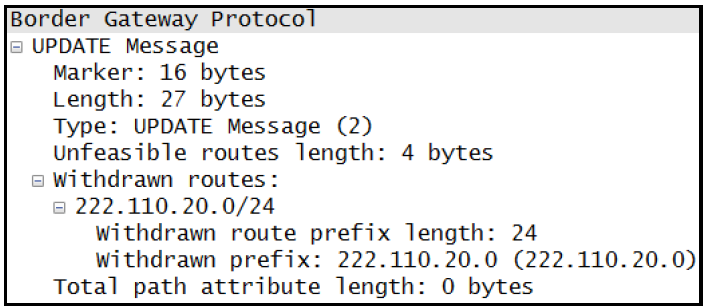 Border Gateway Protocol
UPDATE Message
Marker: 16 bytes
Length: 27 bytes
Type: UPDATE Message (2)
Unfeasible routes length: 4 bytes
Withdrawn routes:
222.110.20.0/24
Withdrawn route prefix length: 24
Withdrawn prefix: 222.110.20.0 (222.110.20.0)
Total path attribute length: 0 bytes